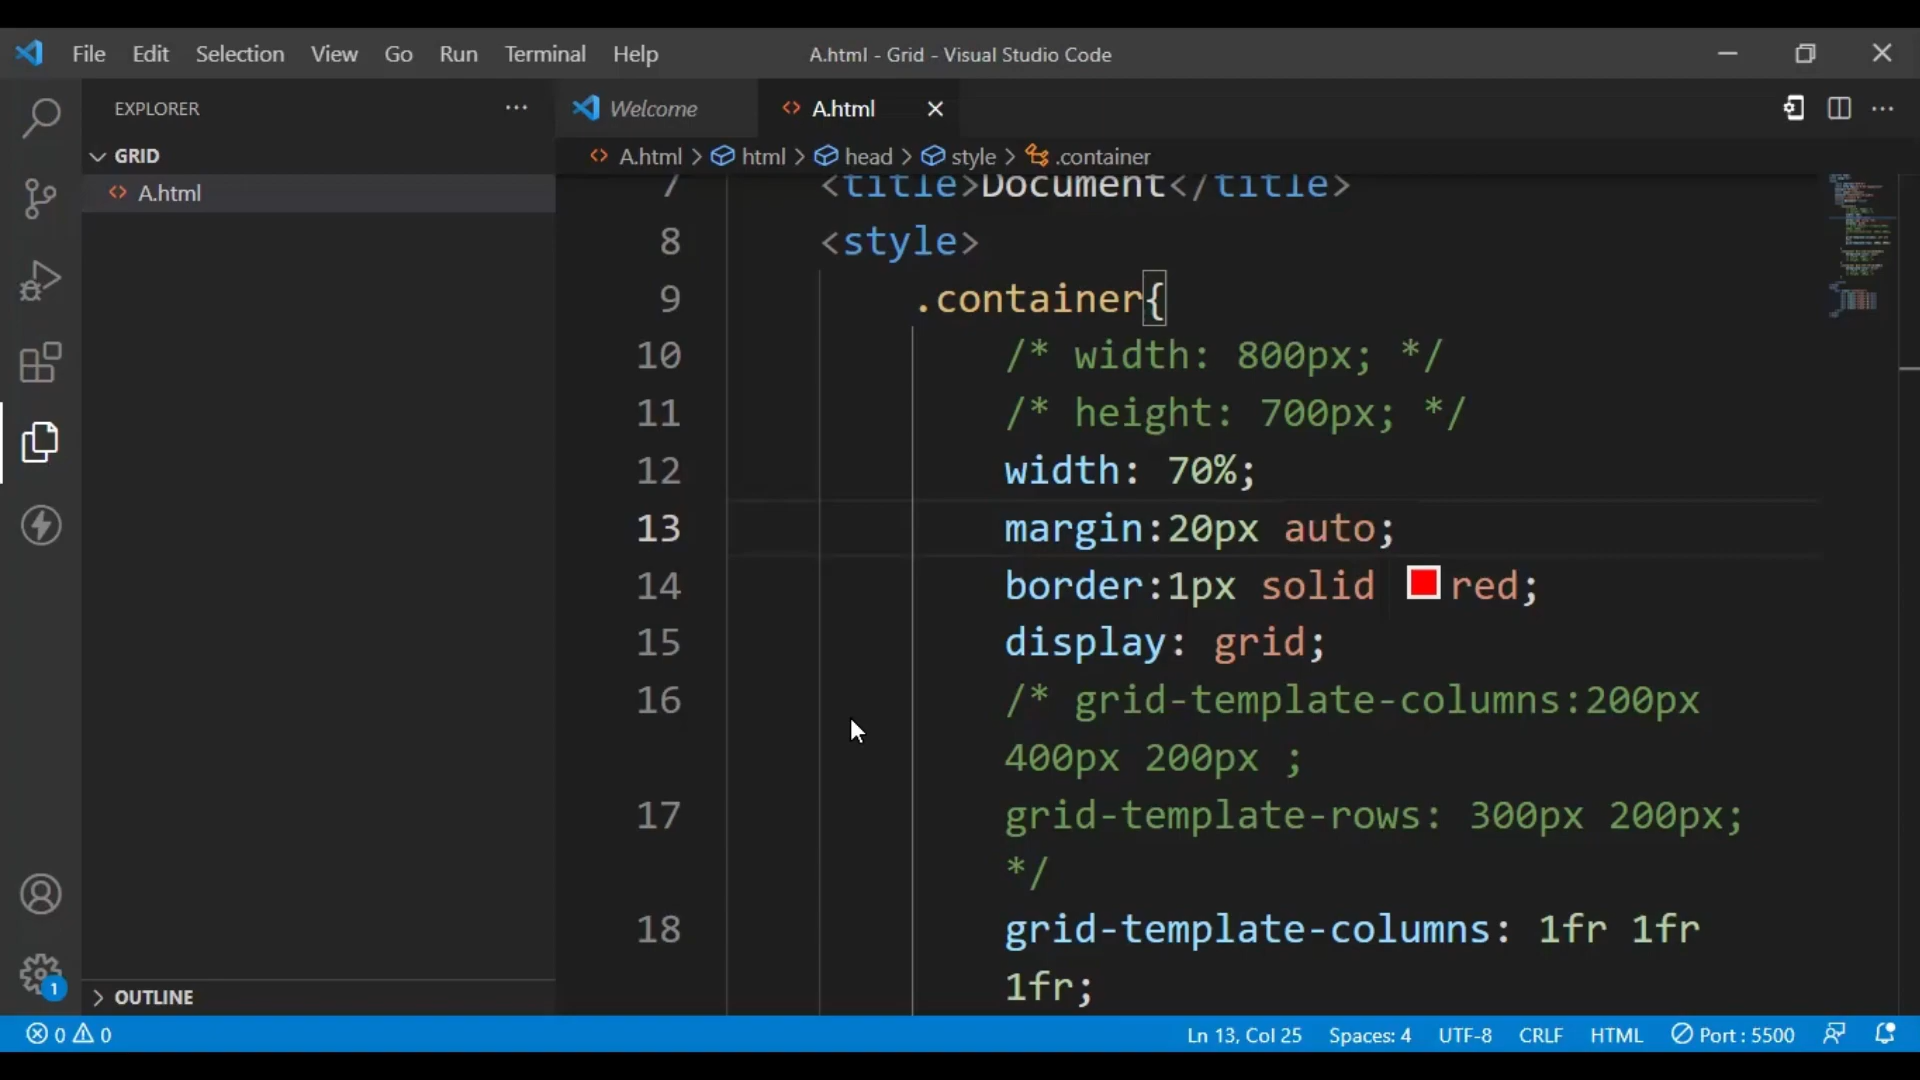 File Edit Selection View Go Run Terminal Help A.html - Grid - Visual Studio Code
EXPLORER
GRID
A.html
OUTLINE
Welcome A.html
A.html > html > head > style > .container
7 <title>Document</title>
8 <style>
9 .container{
10 /* width: 800px; */
11 /* height: 700px; */
12 width: 70%;
13 margin:20px auto;
14 border:1px solid red;
15 display: grid;
16 /* grid-template-columns:200px
400px 200px ;
17 grid-template-rows: 300px 200px;
*/
18 grid-template-columns: 1fr 1fr
1fr;
1
0 0 Ln 13, Col 25 Spaces: 4 UTF-8 CRLF HTML Port : 5500